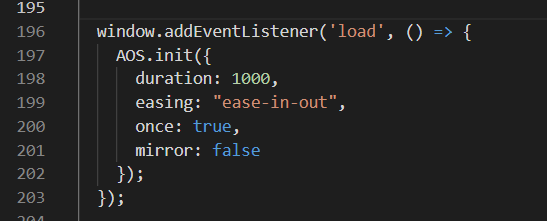 195
196 window.addEventListener('load', () => {
197 AOS.init({
198 duration: 1000,
199 easing: "ease-in-out",
200 once: true,
201 mirror: false
202 });
203 });
204